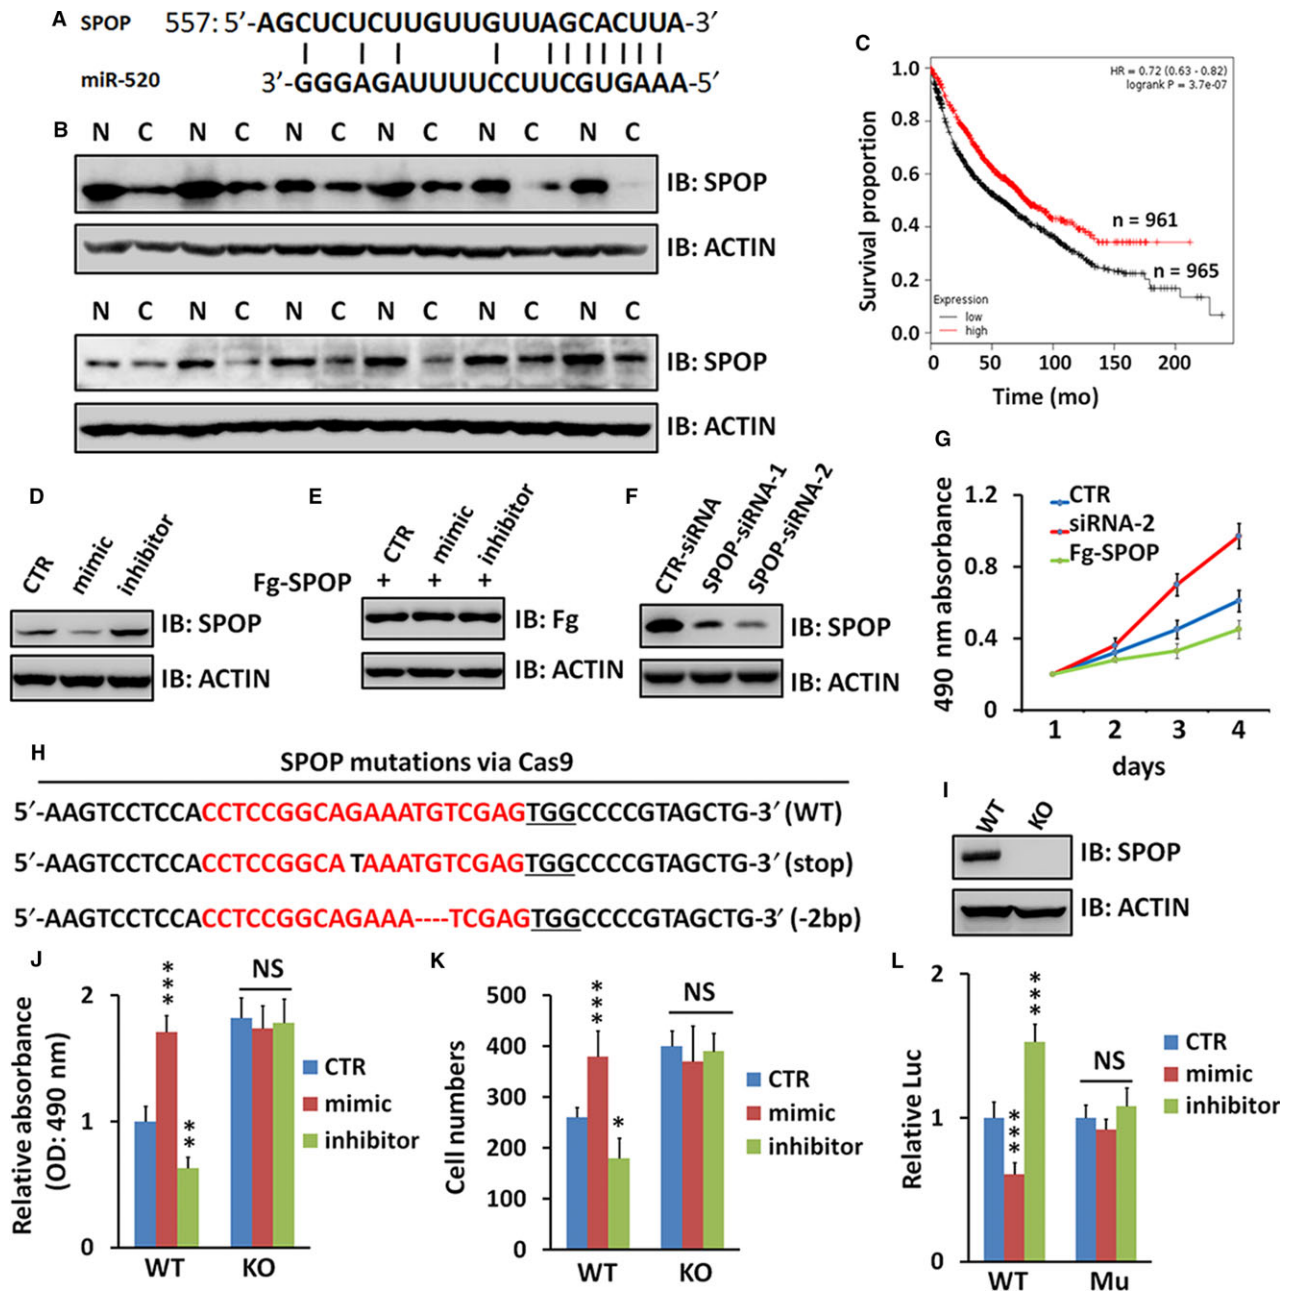 A
SPOP 557: 5′-AGCUCUCUUGUUGUUAGCACUUA-3′
miR-520 3′-GGGAGAUUUUCCUUCGUGAAA-5′
B
N C N C N C N C N C N C
IB: SPOP
IB: ACTIN
N C N C N C N C N C N C
IB: SPOP
IB: ACTIN
C
HR = 0.72 (0.63 - 0.82)
logrank P = 3.7e-07
Survival proportion
1.0
0.8
0.6
0.4
0.2
0.0
n = 961
n = 965
Expression
low
high
0 50 100 150 200
Time (mo)
D
CTR mimic inhibitor
IB: SPOP
IB: ACTIN
E
CTR mimic inhibitor
Fg-SPOP + + +
IB: Fg
IB: ACTIN
F
CTR-siRNA SPOP-siRNA-1 SPOP-siRNA-2
IB: SPOP
IB: ACTIN
G
490 nm absorbance
1.2
0.8
0.4
0
CTR
siRNA-2
Fg-SPOP
1 2 3 4
days
H
SPOP mutations via Cas9
5′-AAGTCCTCCACCTCCGGCAGAAATGTCGAGTGGCCCCGTAGCTG-3′ (WT)
5′-AAGTCCTCCACCTCCGGCA TAAATGTCGAGTGGCCCCGTAGCTG-3′ (stop)
5′-AAGTCCTCCACCTCCGGCAGAAA----TCGAGTGGCCCCGTAGCTG-3′ (-2bp)
I
WT KO
IB: SPOP
IB: ACTIN
J
Relative absorbance
(OD: 490 nm)
2
1
0
***
**
NS
CTR
mimic
inhibitor
WT KO
K
Cell numbers
500
400
300
200
100
0
***
*
NS
CTR
mimic
inhibitor
WT KO
L
Relative Luc
2
1
0
***
***
NS
CTR
mimic
inhibitor
WT Mu